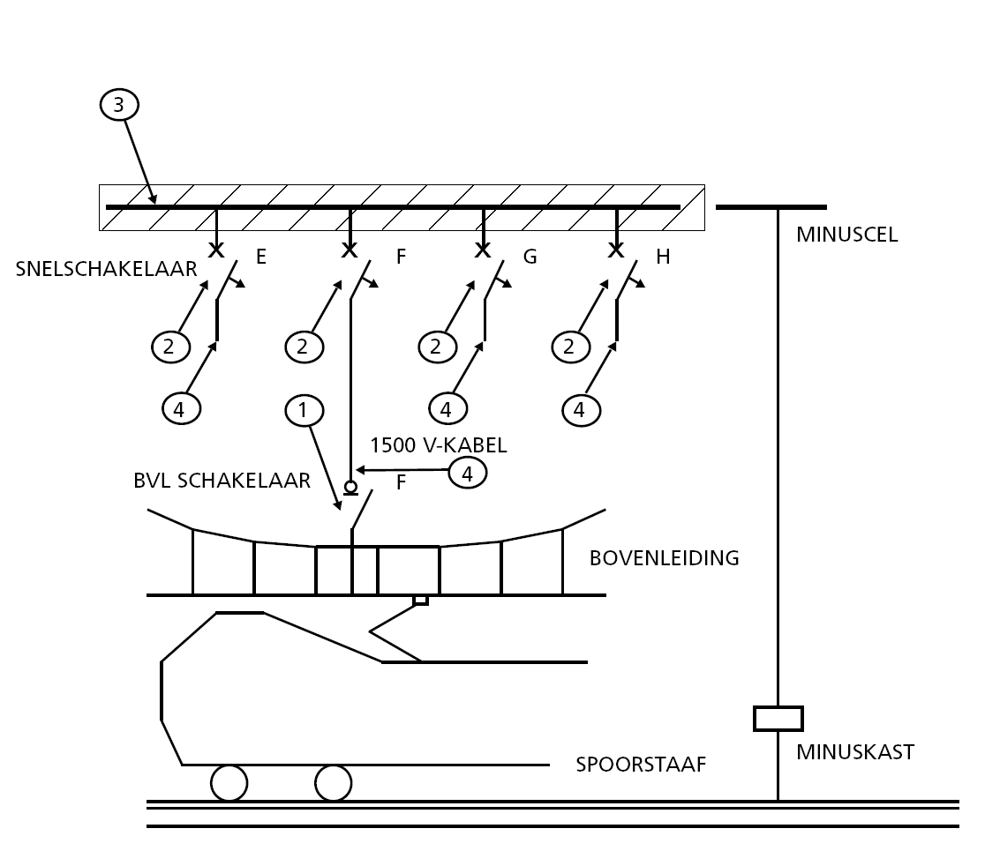 3
MINUSCEL
SNELSCHAKELAAR
E
F
G
H
2
2
2
2
4
1
4
4
1500 V-KABEL
4
BVL SCHAKELAAR
F
BOVENLEIDING
MINUSKAST
SPOORSTAAF